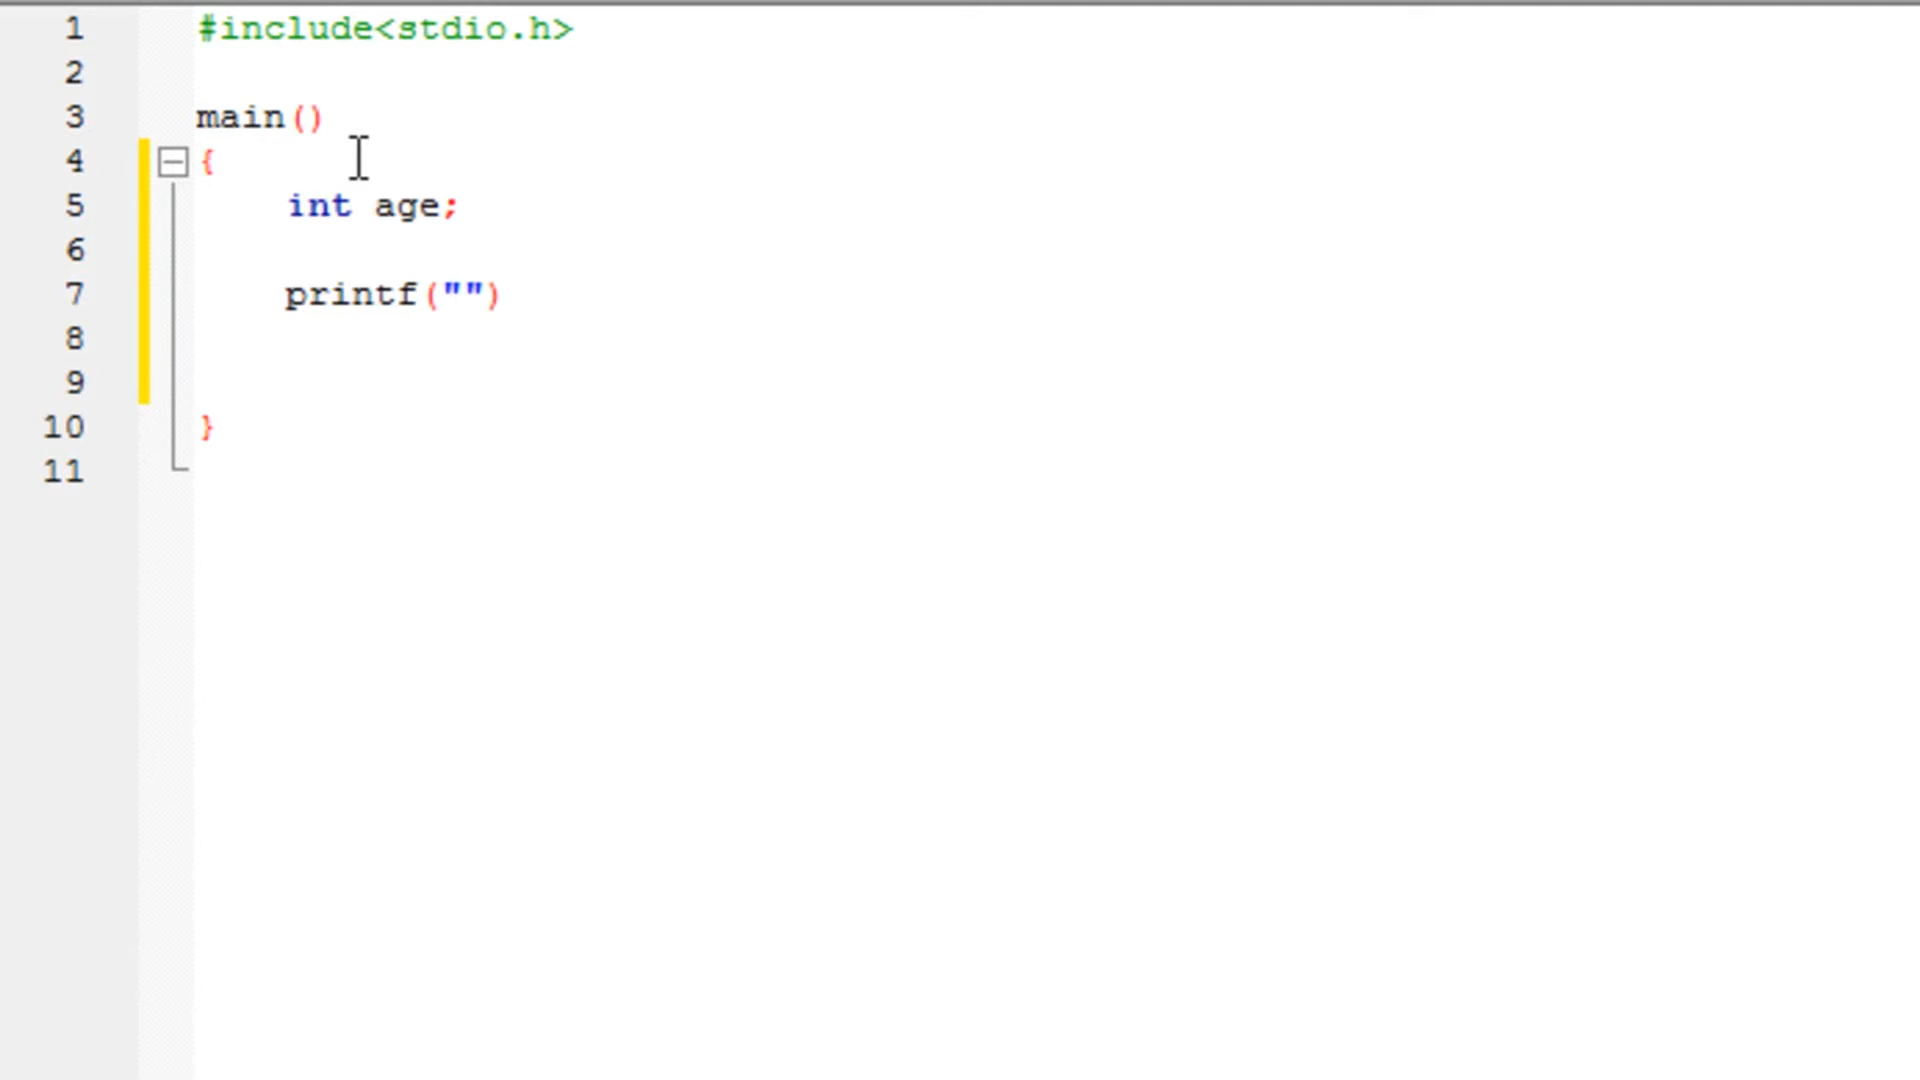 1 #include<stdio.h>
2
3 main()
4 {
5 int age;
6
7 printf("")
8
9
10 }
11